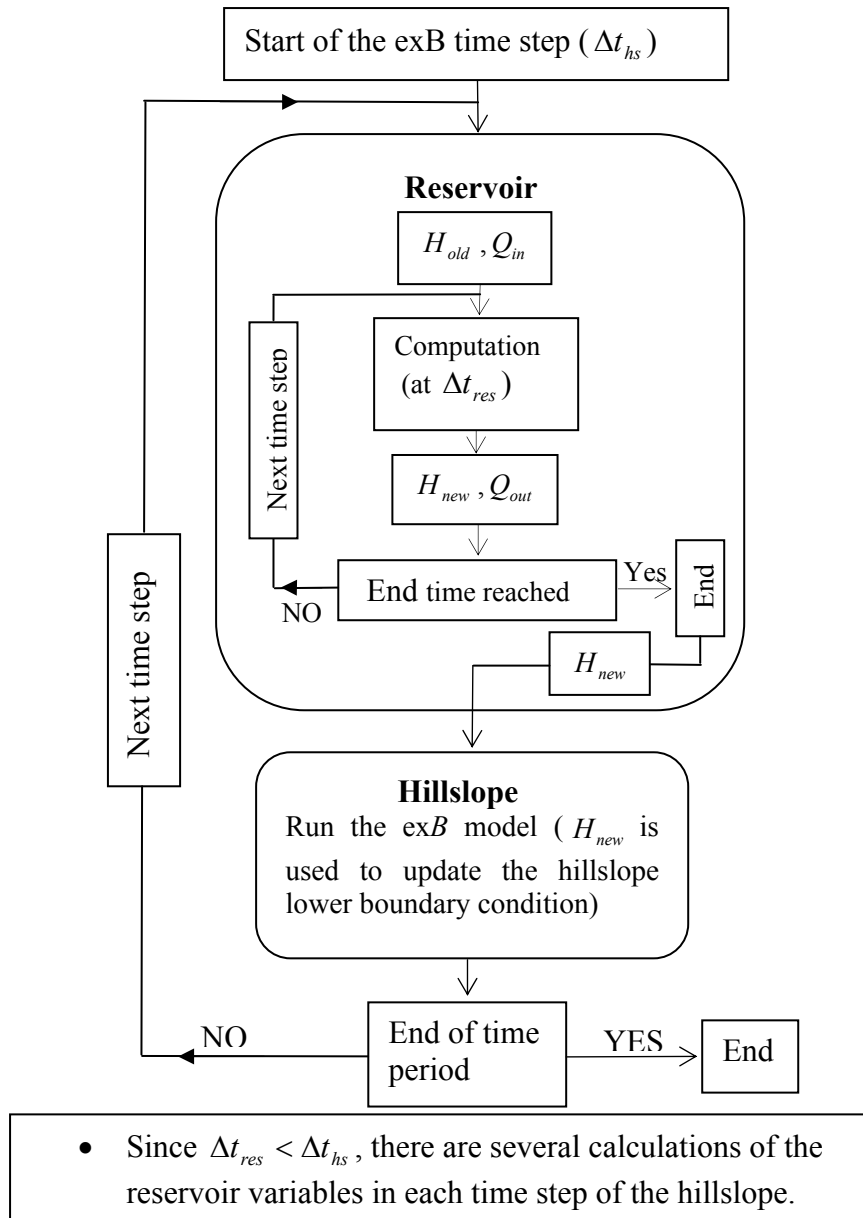 Start of the exB time step ( Δt_hs )
Reservoir
H_old , Q_in
Next time step
Computation
(at Δt_res )
H_new , Q_out
End time reached
Yes
End
NO
H_new
Next time step
Hillslope
Run the exB model ( H_new is
used to update the hillslope
lower boundary condition)
NO
End of time
period
YES
End
• Since Δt_res < Δt_hs , there are several calculations of the
reservoir variables in each time step of the hillslope.